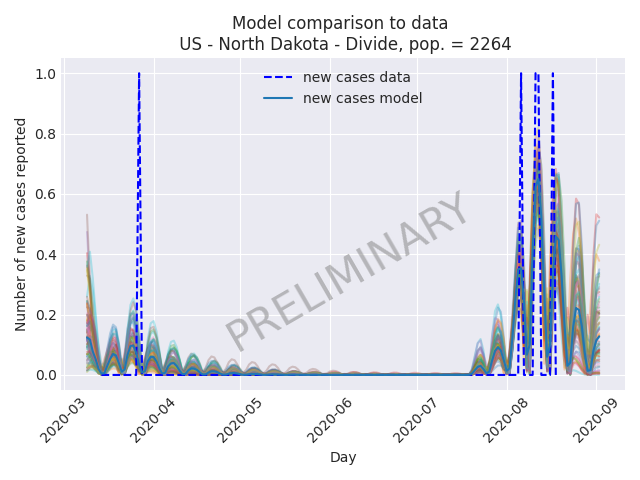 Model comparison to data
US - North Dakota - Divide, pop. = 2264
new cases data
new cases model
Number of new cases reported
1.0
0.8
0.6
0.4
0.2
0.0
PRELIMINARY
2020-03
2020-04
2020-05
2020-06
2020-07
2020-08
2020-09
Day